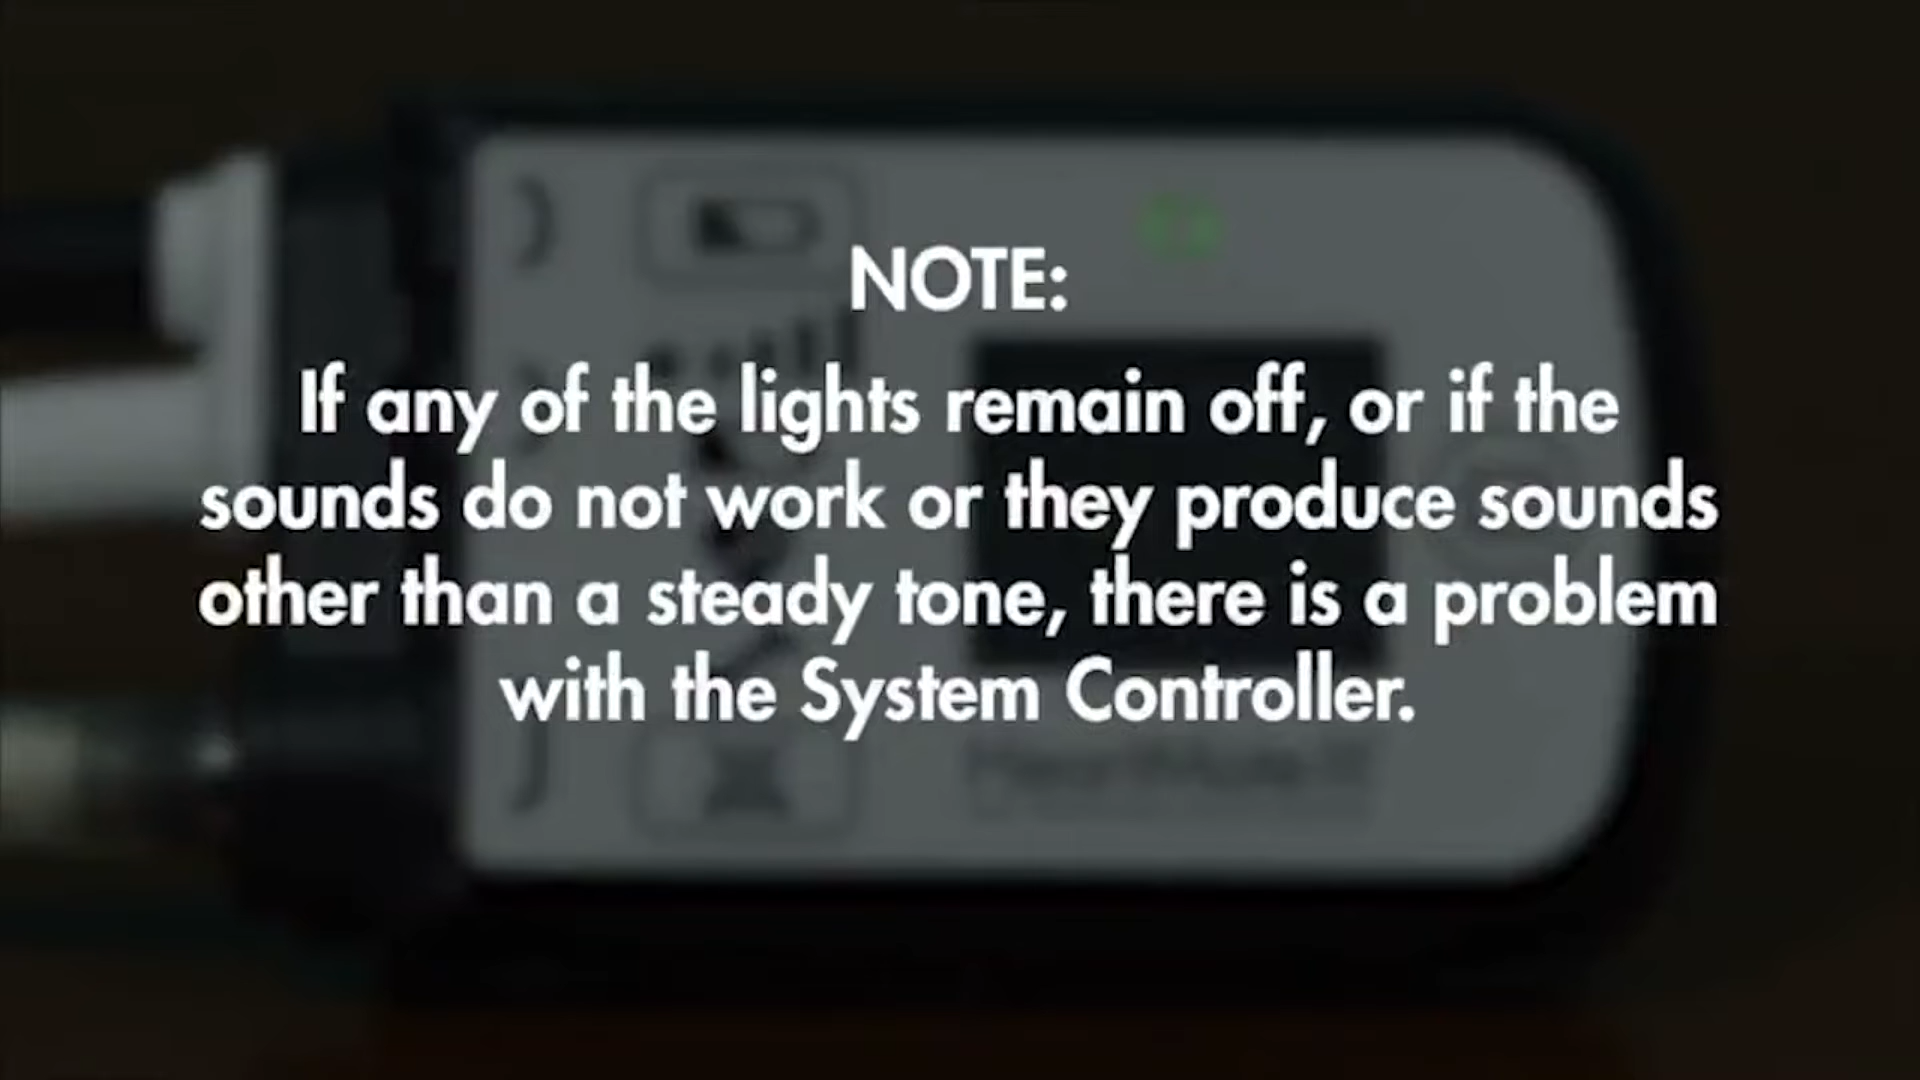 NOTE:
If any of the lights remain off, or if the
sounds do not work or they produce sounds
other than a steady tone, there is a problem
with the System Controller.